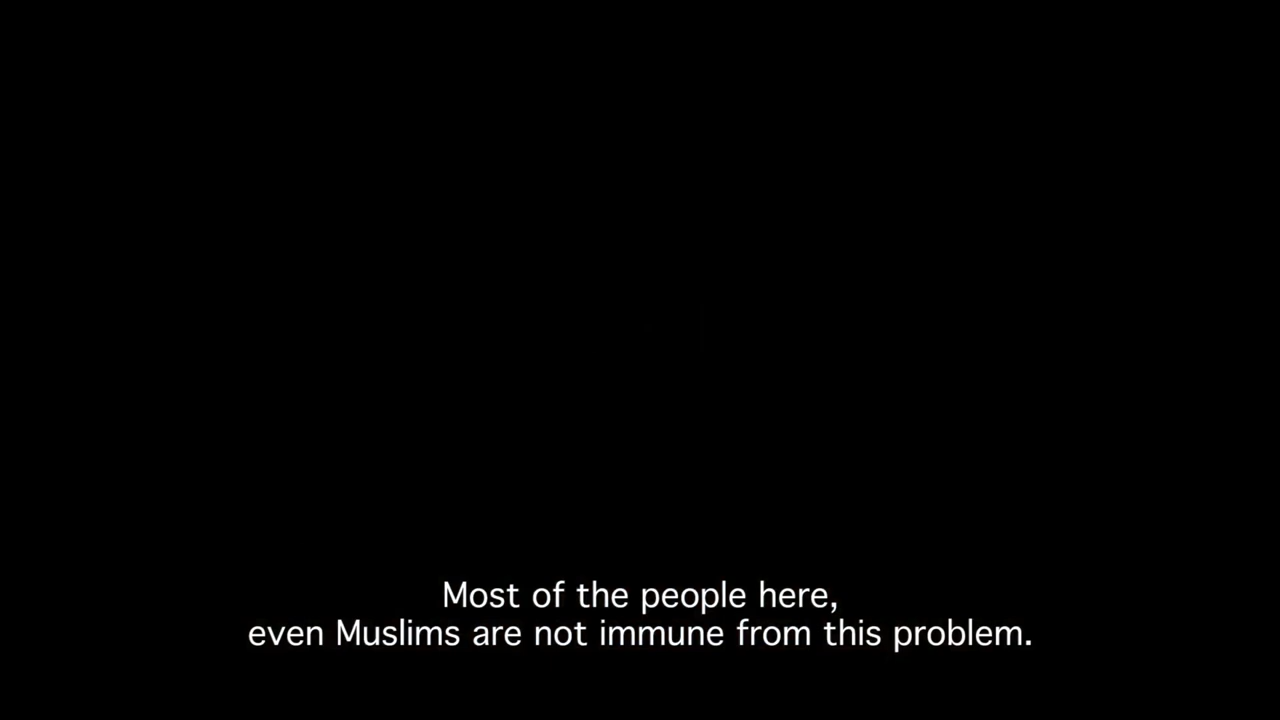 Most of the people here,
even Muslims are not immune from this problem.